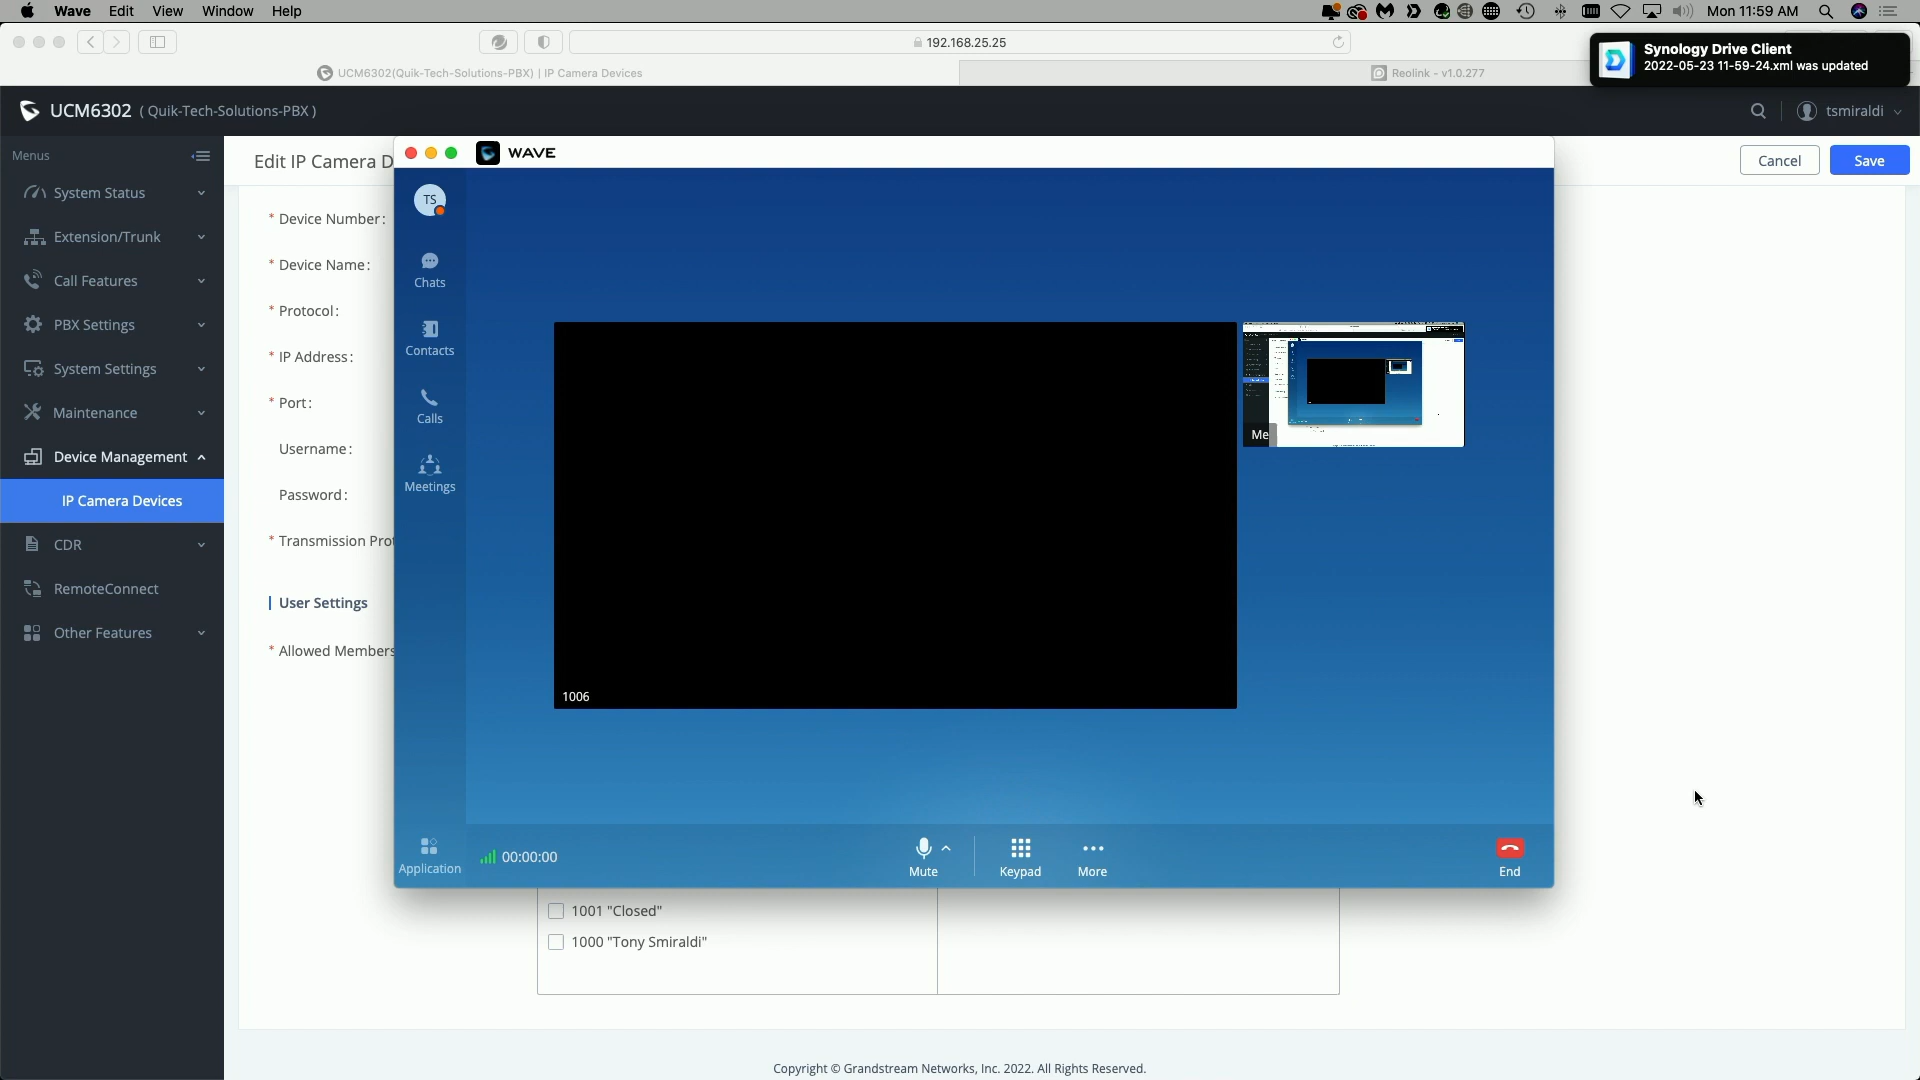 Wave Edit View Window Help
Mon 11:59 AM
192.168.25.25
UCM6302(Quik-Tech-Solutions-PBX) | IP Camera Devices
Reolink - v1.0.277
Synology Drive Client
2022-05-23 11-59-24.xml was updated
UCM6302 ( Quik-Tech-Solutions-PBX )
tsmiraldi
Menus
System Status
Extension/Trunk
Call Features
PBX Settings
System Settings
Maintenance
Device Management
IP Camera Devices
CDR
RemoteConnect
Other Features
Edit IP Camera D
Cancel
Save
* Device Number:
* Device Name:
* Protocol:
* IP Address:
* Port:
Username:
Password:
* Transmission Prot
User Settings
* Allowed Members
WAVE
TS
Chats
Contacts
Calls
Meetings
Application
1006
Me
00:00:00
Mute
Keypad
More
End
1001 "Closed"
1000 "Tony Smiraldi"
Copyright © Grandstream Networks, Inc. 2022. All Rights Reserved.